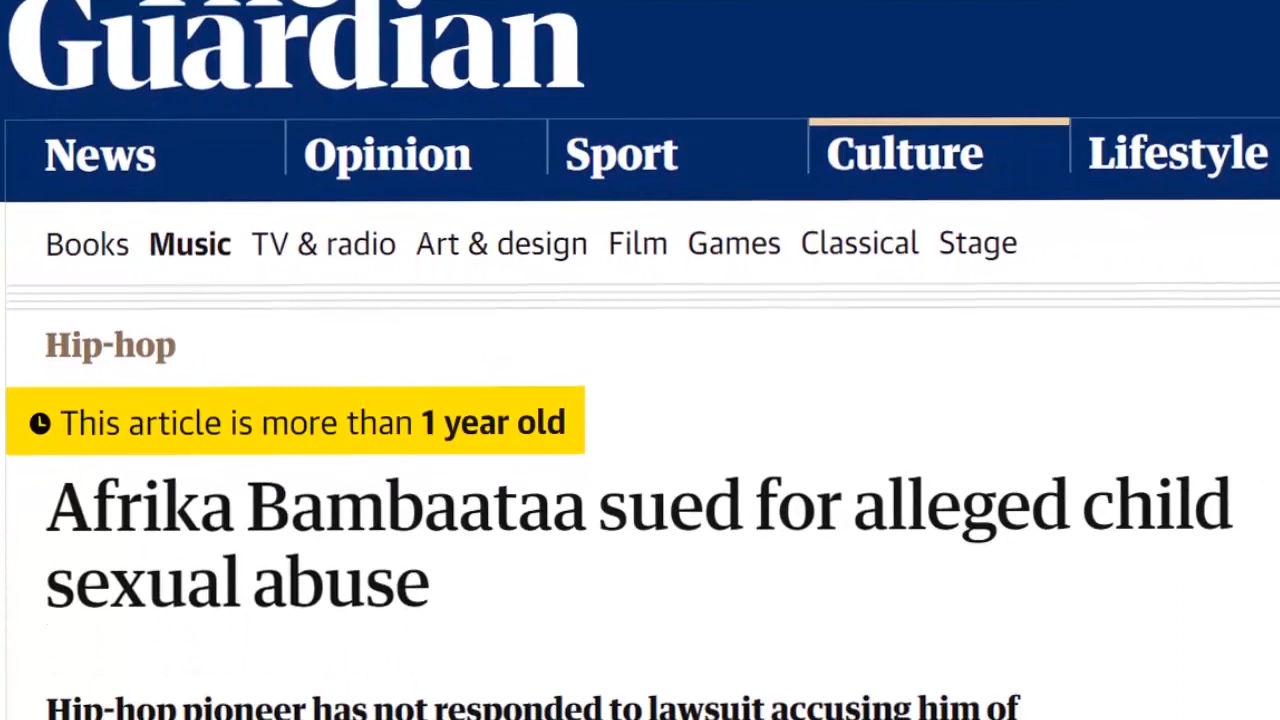 The
Guardian
News Opinion Sport Culture Lifestyle
Books Music TV & radio Art & design Film Games Classical Stage
Hip-hop
This article is more than 1 year old
Afrika Bambaataa sued for alleged child
sexual abuse
Hip-hop pioneer has not responded to lawsuit accusing him of